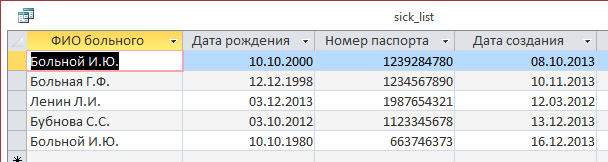 sick_list
ФИО больного Дата рождения Номер паспорта Дата создания
Больной И.Ю. 10.10.2000 1239284780 08.10.2013
Больная Г.Ф. 12.12.1998 1234567890 10.11.2013
Ленин Л.И. 03.12.2013 1987654321 12.03.2012
Бубнова С.С. 03.10.2012 1123345678 13.12.2013
Больной И.Ю. 10.10.1980 663746373 16.12.2013